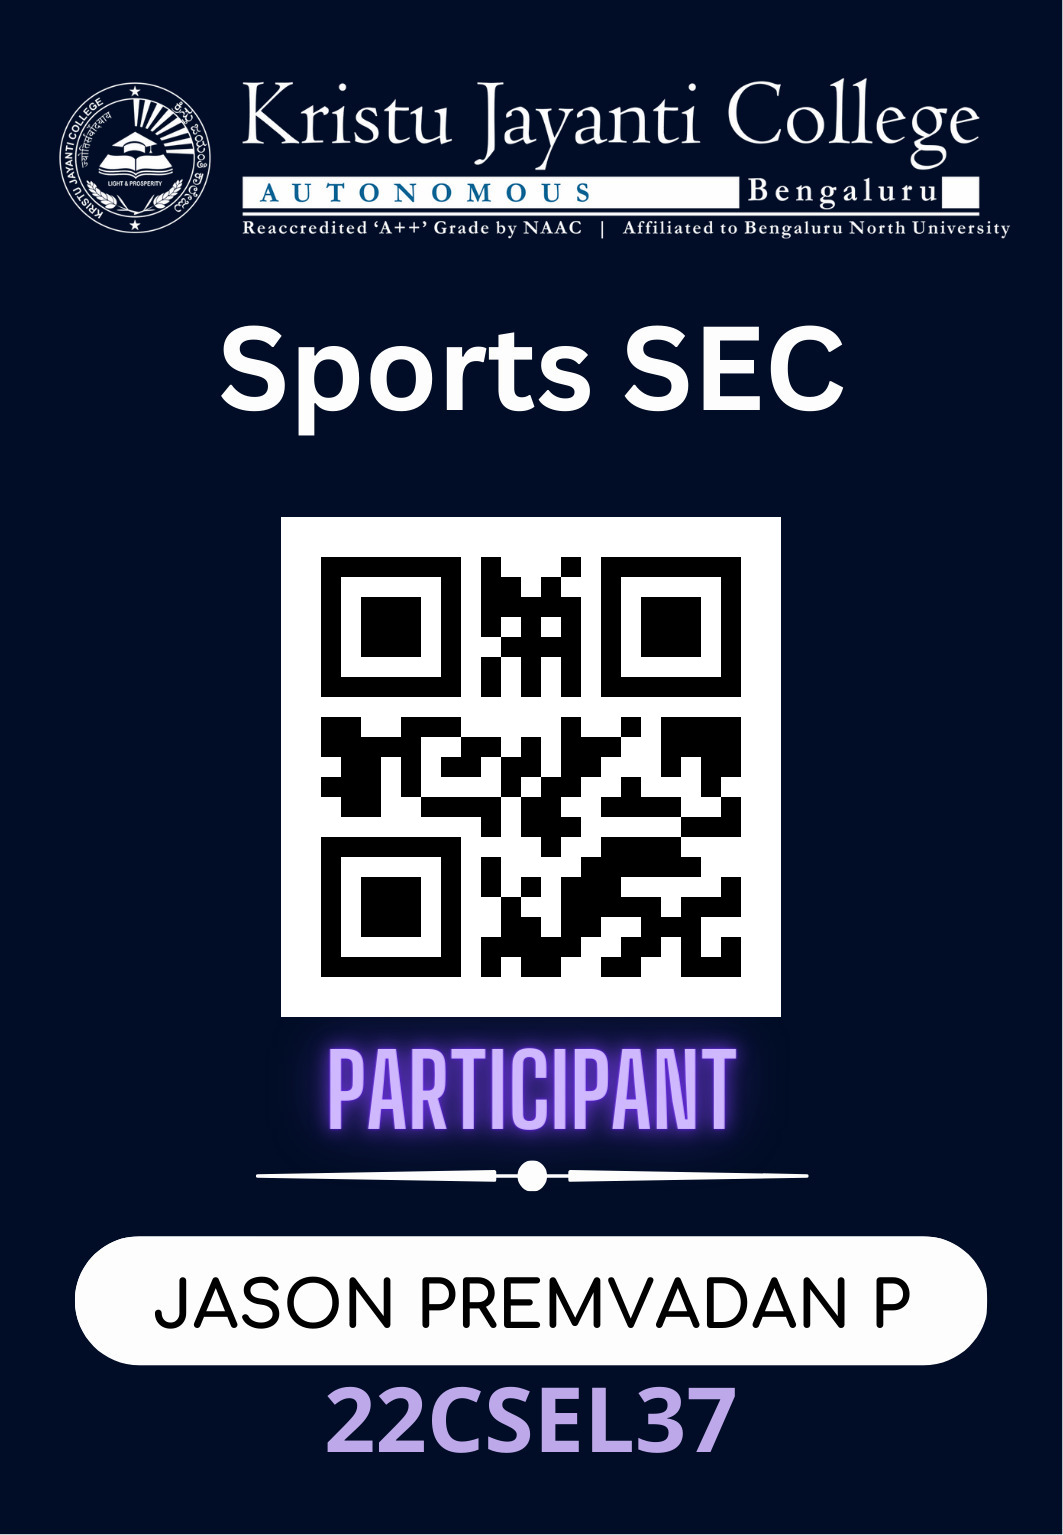 KRISTU JAYANTI COLLEGE
LIGHT & PROSPERITY
Kristu Jayanti College
AUTONOMOUS Bengaluru
Reaccredited ‘A++’ Grade by NAAC | Affiliated to Bengaluru North University
Sports SEC
PARTICIPANT
JASON PREMVADAN P
22CSEL37